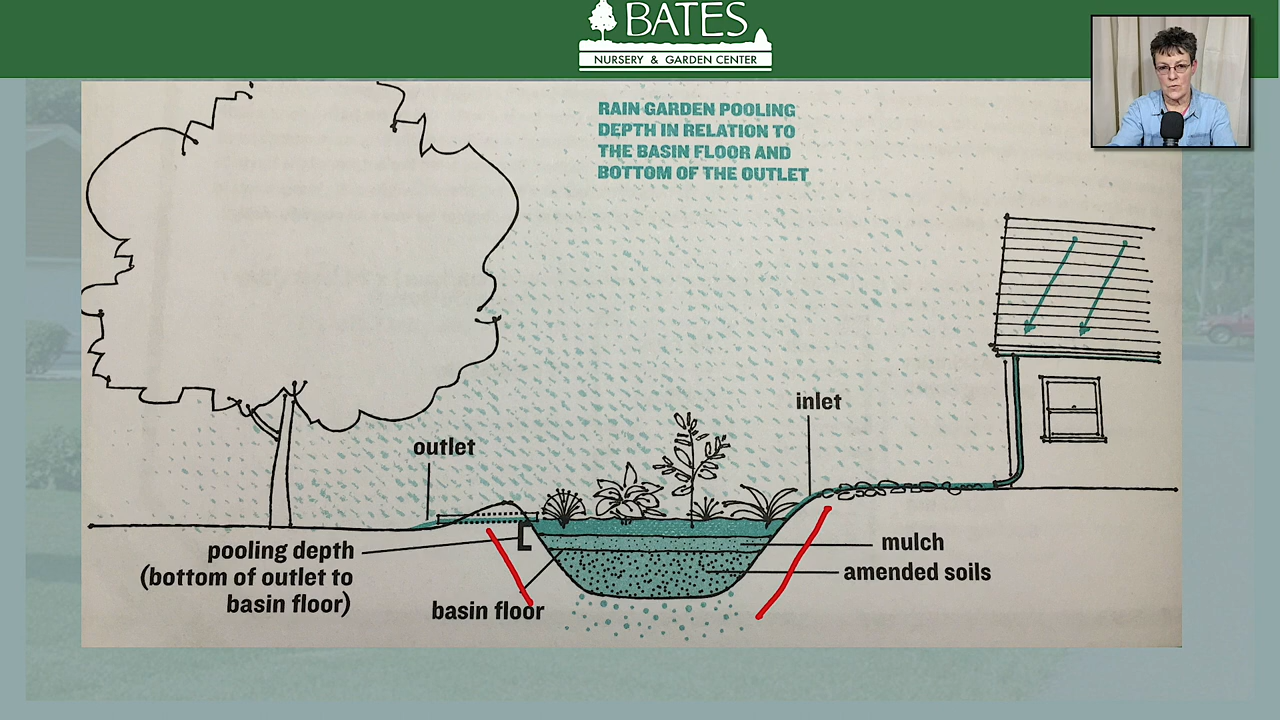 BATES
NURSERY & GARDEN CENTER
RAIN GARDEN POOLING
DEPTH IN RELATION TO
THE BASIN FLOOR AND
BOTTOM OF THE OUTLET
inlet
outlet
pooling depth
(bottom of outlet to
basin floor)
basin floor
mulch
amended soils